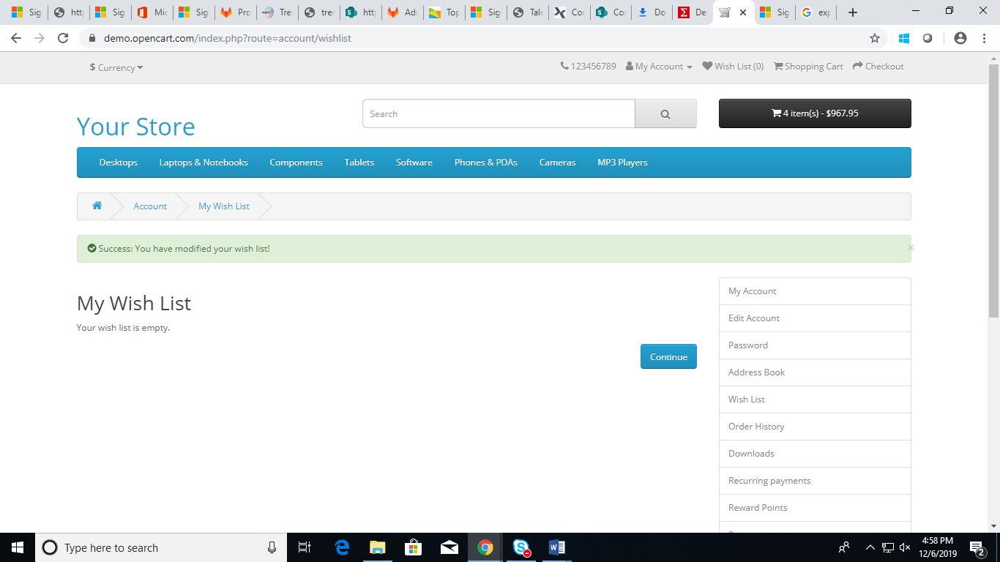 Sig http Sig Mic Sig Pro Tre tre http Add Top Sig Tale Cor Co Do De Sig exp
demo.opencart.com/index.php?route=account/wishlist
$ Currency 123456789 My Account Wish List (0) Shopping Cart Checkout
Your Store Search 4 item(s) - $967.95
Desktops Laptops & Notebooks Components Tablets Software Phones & PDAs Cameras MP3 Players
Account My Wish List
Success: You have modified your wish list! ×
My Wish List
Your wish list is empty.
Continue
My Account
Edit Account
Password
Address Book
Wish List
Order History
Downloads
Recurring payments
Reward Points
Type here to search
4:58 PM
12/6/2019
2